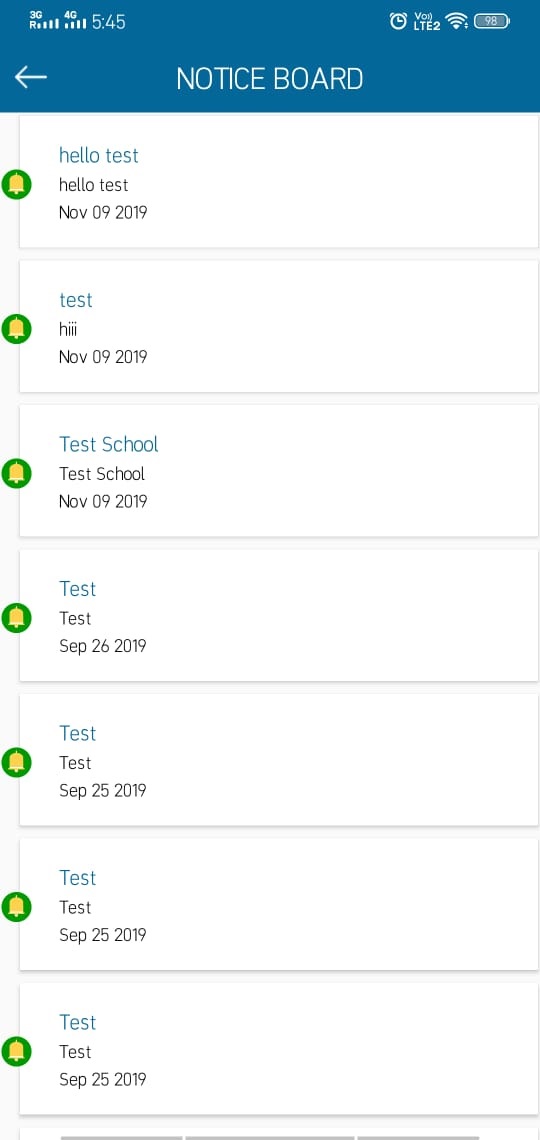 3G 4G 5:45 Vo) 98
R LTE2
NOTICE BOARD
hello test
hello test
Nov 09 2019
test
hiii
Nov 09 2019
Test School
Test School
Nov 09 2019
Test
Test
Sep 26 2019
Test
Test
Sep 25 2019
Test
Test
Sep 25 2019
Test
Test
Sep 25 2019